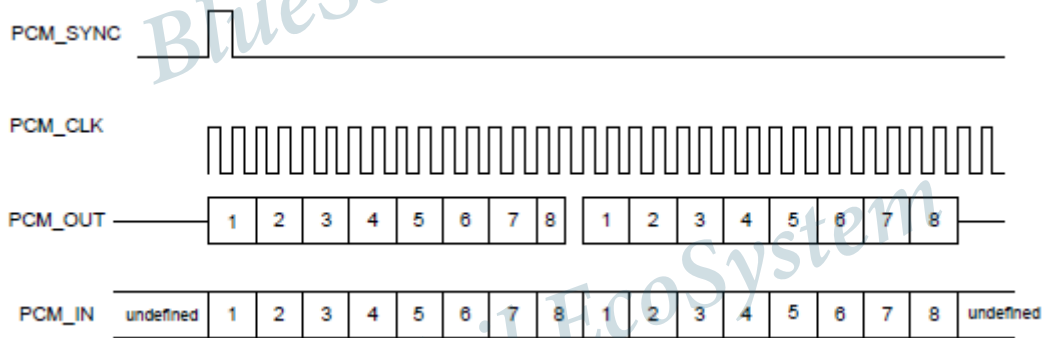 PCM_SYNC
PCM_CLK
PCM_OUT 1 2 3 4 5 6 7 8 1 2 3 4 5 6 7 8
PCM_IN undefined 1 2 3 4 5 6 7 8 1 2 3 4 5 6 7 8 undefined
EcoSystem